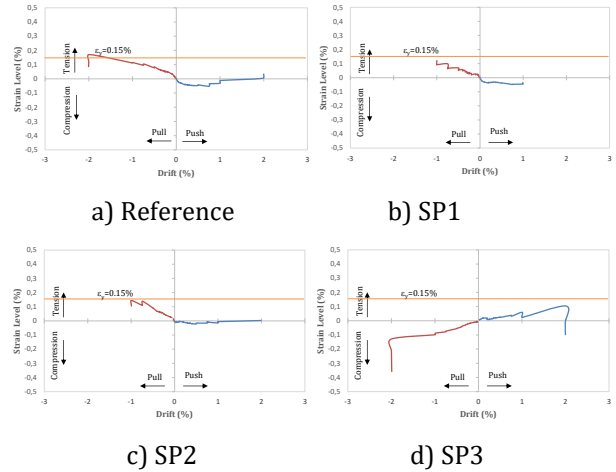 0,5
0,4
0,3
0,2
0,1
0
-0,1
-0,2
-0,3
-0,4
-0,5
Strain Level (%)
Tension
Compression
εy=0.15%
Pull
Push
-3 -2 -1 0 1 2 3
Drift (%)
a) Reference
0,5
0,4
0,3
0,2
0,1
0
-0,1
-0,2
-0,3
-0,4
-0,5
Strain Level (%)
Tension
Compression
εy=0.15%
Pull
Push
-3 -2 -1 0 1 2 3
Drift (%)
b) SP1
0,5
0,4
0,3
0,2
0,1
0
-0,1
-0,2
-0,3
-0,4
-0,5
Strain Level (%)
Tension
Compression
εy=0.15%
Pull
Push
-3 -2 -1 0 1 2 3
Drift (%)
c) SP2
0,5
0,4
0,3
0,2
0,1
0
-0,1
-0,2
-0,3
-0,4
-0,5
Strain Level (%)
Tension
Compression
εy=0.15%
Pull
Push
-3 -2 -1 0 1 2 3
Drift (%)
d) SP3